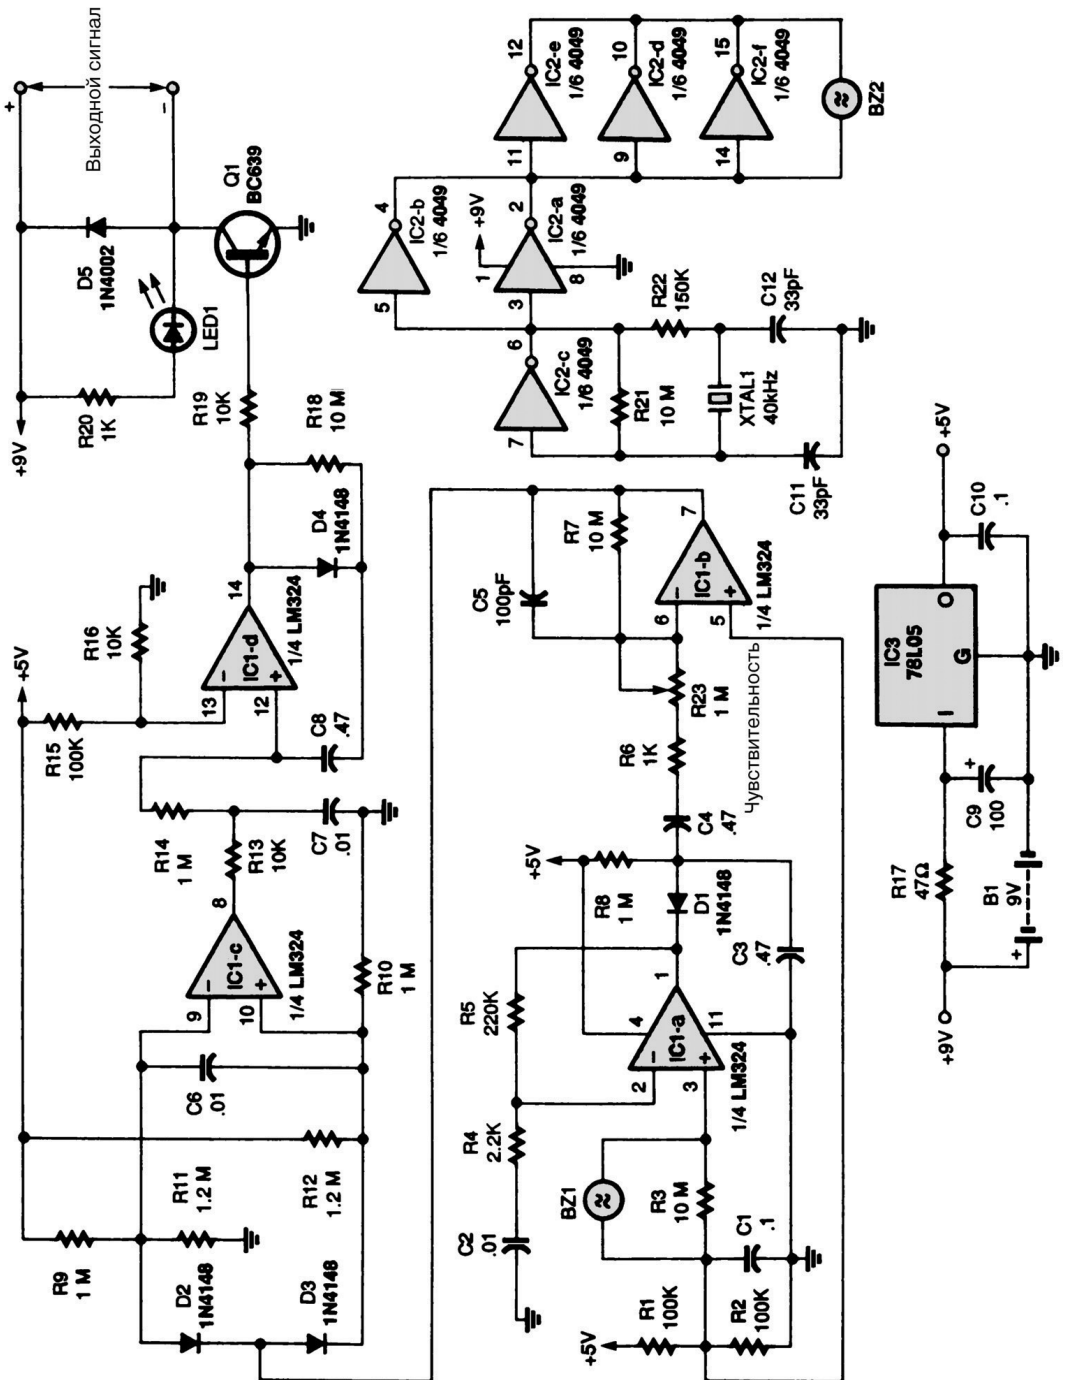 +5V
R9
1 M
R11
1.2 M
R12
1.2 M
D2
1N4148
D3
1N4148
C6
.01
9
10
8
−
+
IC1-c
1/4 LM324
R10
1 M
R13
10K
R14
1 M
C7
.01
C8
.47
R15
100K
R16
10K
13
12
14
−
+
IC1-d
1/4 LM324
D4
1N4148
R18
10 M
R19
10K
+9V
R20
1K
LED1
D5
1N4002
Q1
BC639
+
−
Выходной сигнал
+5V
R1
100K
R2
100K
C1
.1
R3
10 M
BZ1
C2
.01
R4
2.2K
R5
220K
2
3
4
11
1
−
+
IC1-a
1/4 LM324
+5V
R8
1 M
D1
1N4148
C3
.47
C4
.47
R6
1K
R23
1 M
Чувствительность
C5
100pF
R7
10 M
6
5
7
−
+
IC1-b
1/4 LM324
7
6
IC2-c
1/6 4049
R21
10 M
R22
150K
XTAL1
40kHz
C11
33pF
C12
33pF
5
4
IC2-b
1/6 4049
+9V
1
3
2
8
IC2-a
1/6 4049
11
12
IC2-e
1/6 4049
9
10
IC2-d
1/6 4049
14
15
IC2-f
1/6 4049
BZ2
+9V
R17
47Ω
B1
9V
+
C9
100
+
IC3
78L05
I
G
O
C10
.1
+5V